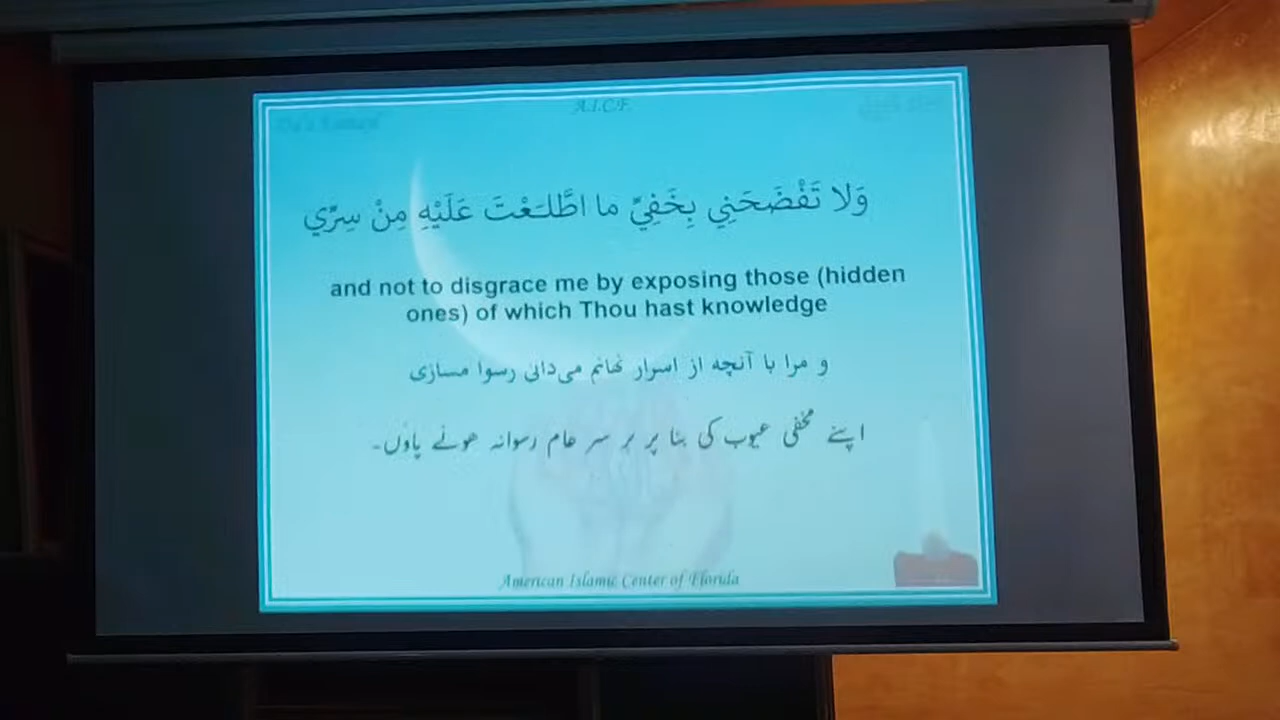 A.I.C.F.
وَلا تَفْضَحَنِي بِخَفِيِّ ما اطَّلَعْتَ عَلَيْهِ مِنْ سِرِّي
and not to disgrace me by exposing those (hidden
ones) of which Thou hast knowledge
و مرا با آنچه از اسرار نهانم می‌دانی رسوا مسازی
اپنے مخفی عیوب کی بنا پر بر سر عام رسوانہ ہونے پاؤں۔
American Islamic Center of Florida